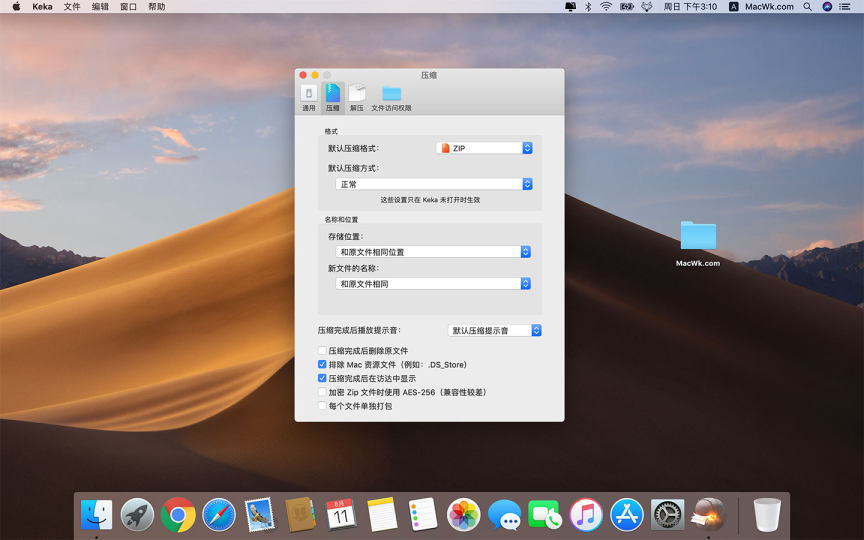 Keka 文件 编辑 窗口 帮助 周日 下午3:10 A MacWk.com
压缩
通用 压缩 解压 文件访问权限
格式
默认压缩格式: ZIP
默认压缩方式:
正常
这些设置只在 Keka 未打开时生效
名称和位置
存储位置:
和原文件相同位置
新文件的名称:
和原文件相同
压缩完成后播放提示音: 默认压缩提示音
压缩完成后删除原文件
排除 Mac 资源文件（例如：.DS_Store）
压缩完成后在访达中显示
加密 Zip 文件时使用 AES-256（兼容性较差）
每个文件单独打包
MacWk.com
8月
11